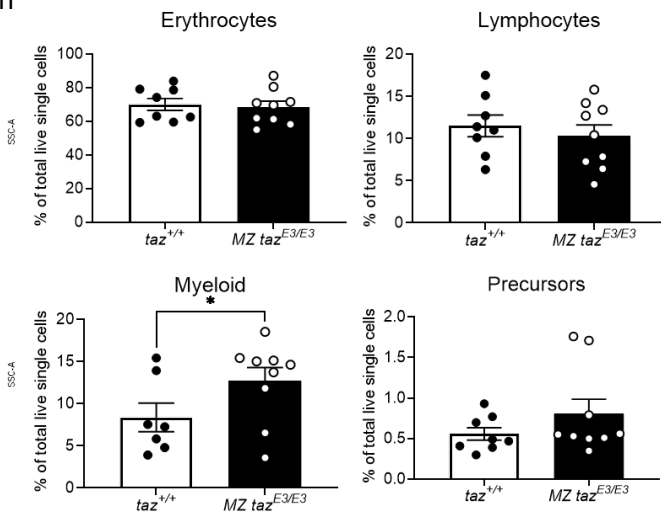 Erythrocytes
SSC-A
% of total live single cells
100
80
60
40
20
0
taz+/+
MZ tazE3/E3
Lymphocytes
% of total live single cells
20
15
10
5
0
taz+/+
MZ tazE3/E3
Myeloid
*
SSC-A
% of total live single cells
20
15
10
5
0
taz+/+
MZ tazE3/E3
Precursors
% of total live single cells
2.0
1.5
1.0
0.5
0.0
taz+/+
MZ tazE3/E3